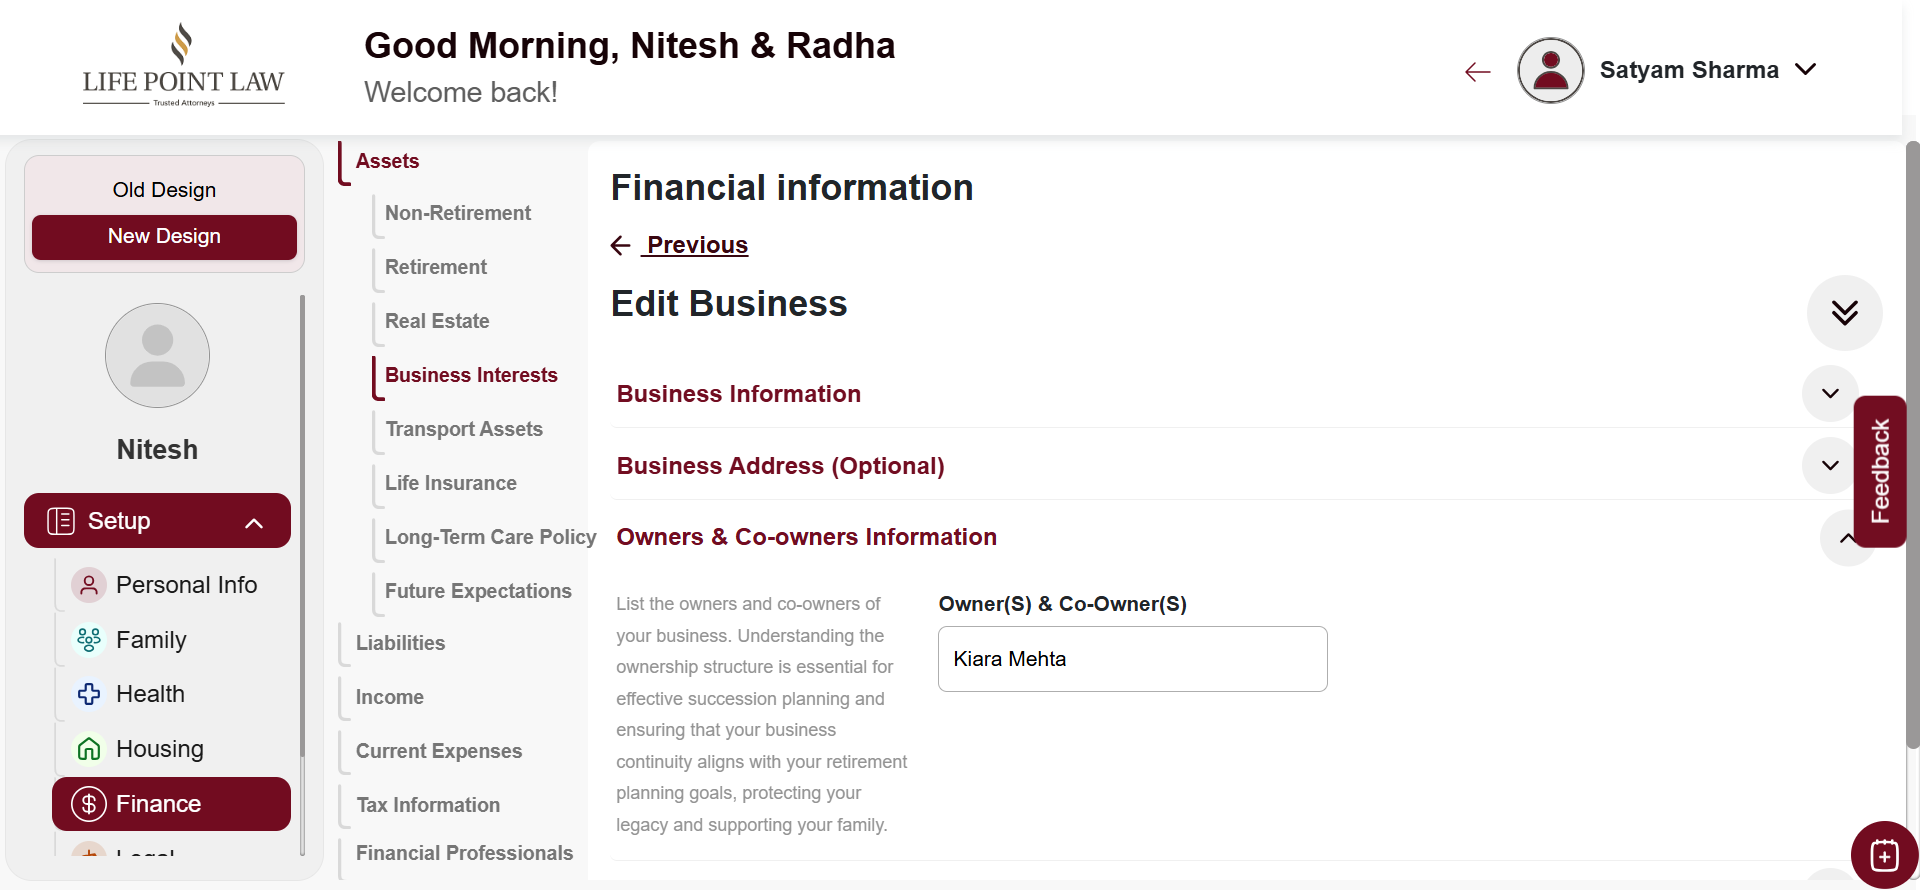 LIFE POINT LAW
Trusted Attorneys
Good Morning, Nitesh & Radha
Welcome back!
Satyam Sharma
Old Design
New Design
Nitesh
Setup
Personal Info
Family
Health
Housing
Finance
Legal
Assets
Non-Retirement
Retirement
Real Estate
Business Interests
Transport Assets
Life Insurance
Long-Term Care Policy
Future Expectations
Liabilities
Income
Current Expenses
Tax Information
Financial Professionals
Financial information
Previous
Edit Business
Business Information
Business Address (Optional)
Owners & Co-owners Information
List the owners and co-owners of
your business. Understanding the
ownership structure is essential for
effective succession planning and
ensuring that your business
continuity aligns with your retirement
planning goals, protecting your
legacy and supporting your family.
Owner(S) & Co-Owner(S)
Kiara Mehta
Feedback